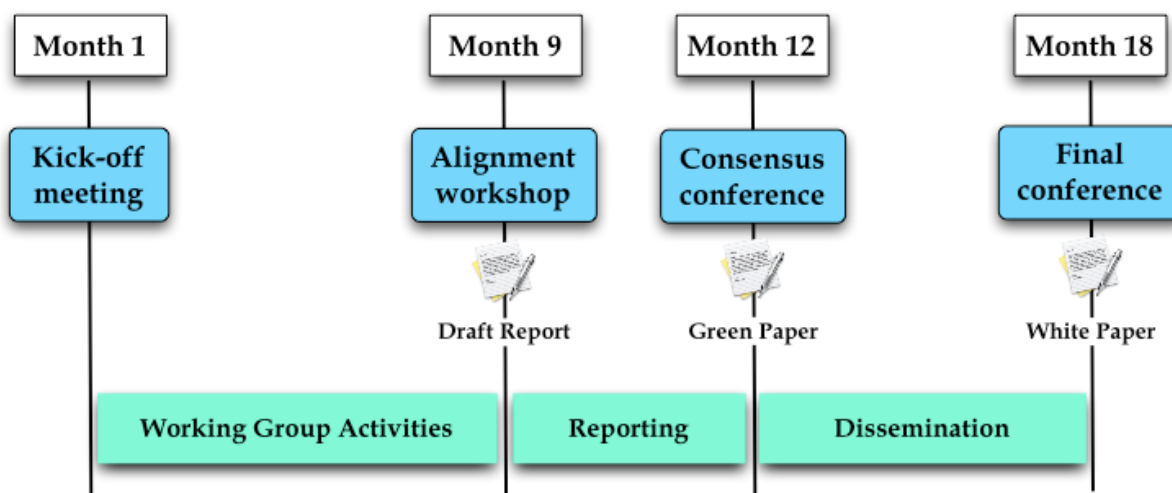 Month 1
Month 9
Month 12
Month 18
Kick-off
meeting
Alignment
workshop
Consensus
conference
Final
conference
Draft Report
Green Paper
White Paper
Working Group Activities
Reporting
Dissemination